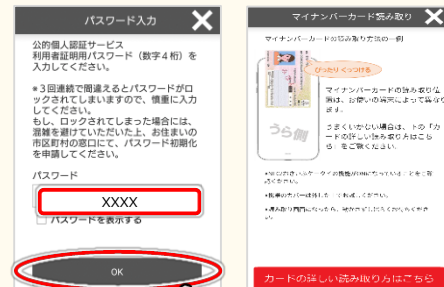 パスワード入力
公的個人認証サービス
利用者証明用パスワード（数字4桁）を
入力してください。
※3回連続で間違えるとパスワードがロ
ックされてしまいますので、慎重に入力
してください。
もし、ロックされてしまった場合には、
混雑を避けていただいた上、お住まいの
市区町村の窓口にて、パスワード初期化
を申請してください。
パスワード
XXXX
パスワードを表示する
OK
マイナンバーカード読み取り
マイナンバーカードの読み取り方法の一例
ぴったりくっつける
うら側
マイナンバーカードの読み取り位
置は、お使いの端末によって異なり
ます。
うまくいかない場合は、下の「カ
ードの詳しい読み取り方はこち
ら」をご覧ください。
カードの詳しい読み取り方はこちら